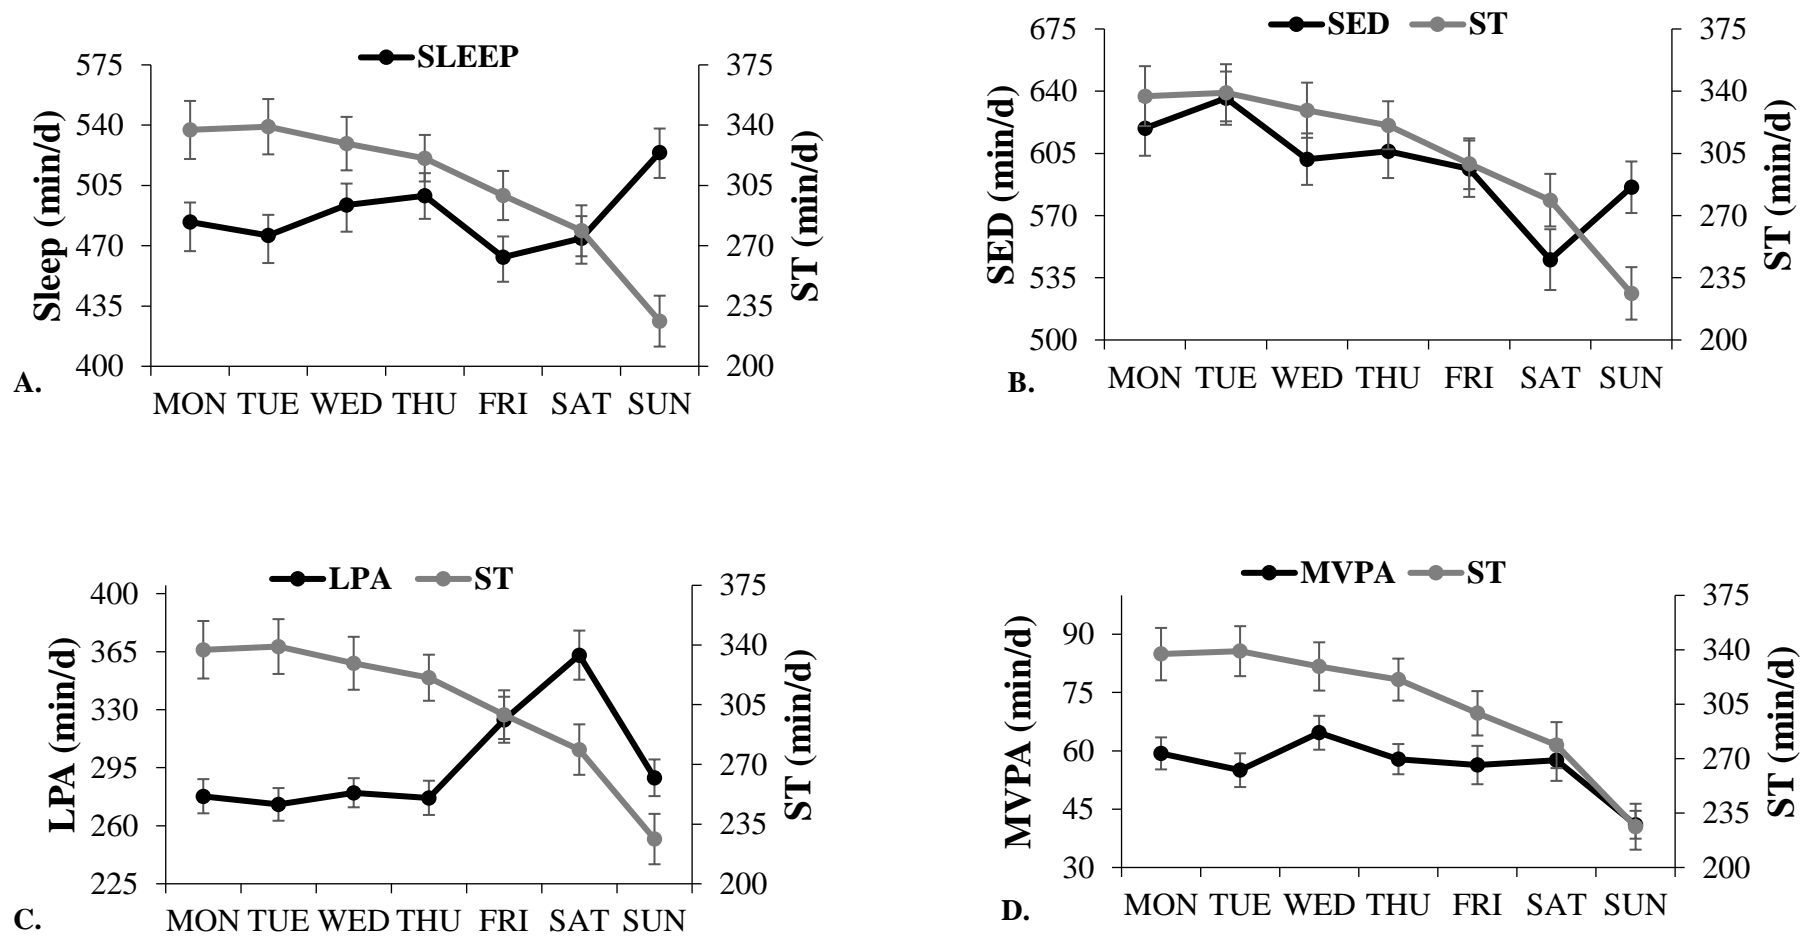 SLEEP
575
540
505
470
435
400
Sleep (min/d)
375
340
305
270
235
200
ST (min/d)
MON TUE WED THU FRI SAT SUN
A.
SED ST
675
640
605
570
535
500
SED (min/d)
375
340
305
270
235
200
ST (min/d)
MON TUE WED THU FRI SAT SUN
B.
LPA ST
400
365
330
295
260
225
LPA (min/d)
375
340
305
270
235
200
ST (min/d)
MON TUE WED THU FRI SAT SUN
C.
MVPA ST
90
75
60
45
30
MVPA (min/d)
375
340
305
270
235
200
ST (min/d)
MON TUE WED THU FRI SAT SUN
D.